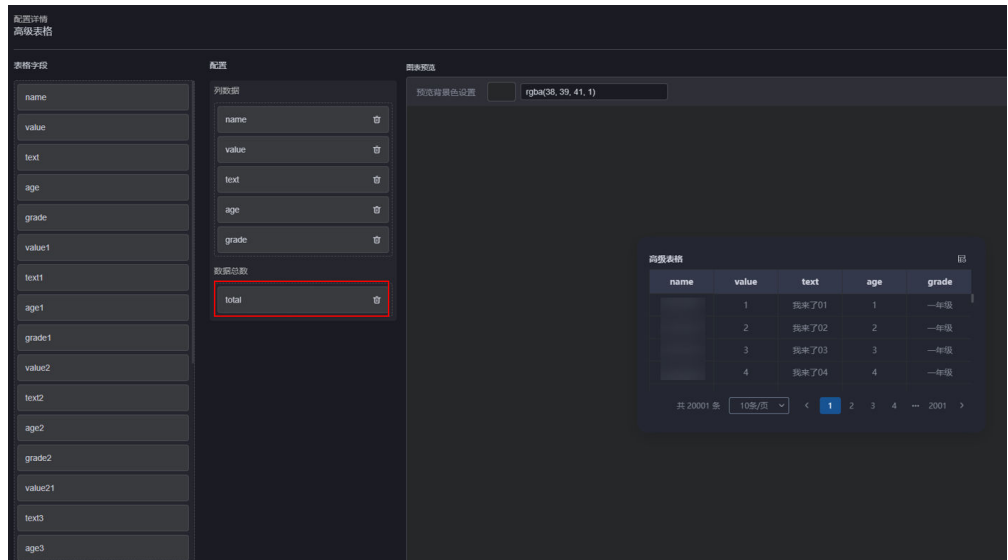 配置详情
高级表格
表格字段
name
value
text
age
grade
value1
text1
age1
grade1
value2
text2
age2
grade2
value21
text3
age3
配置
列数据
name
value
text
age
grade
数据总数
total
图表预览
预览背景色设置 rgba(38, 39, 41, 1)
高级表格
name value text age grade
1 我来了01 1 一年级
2 我来了02 2 一年级
3 我来了03 3 一年级
4 我来了04 4 一年级
共 20001 条 10条/页 < 1 2 3 4 ••• 2001 >